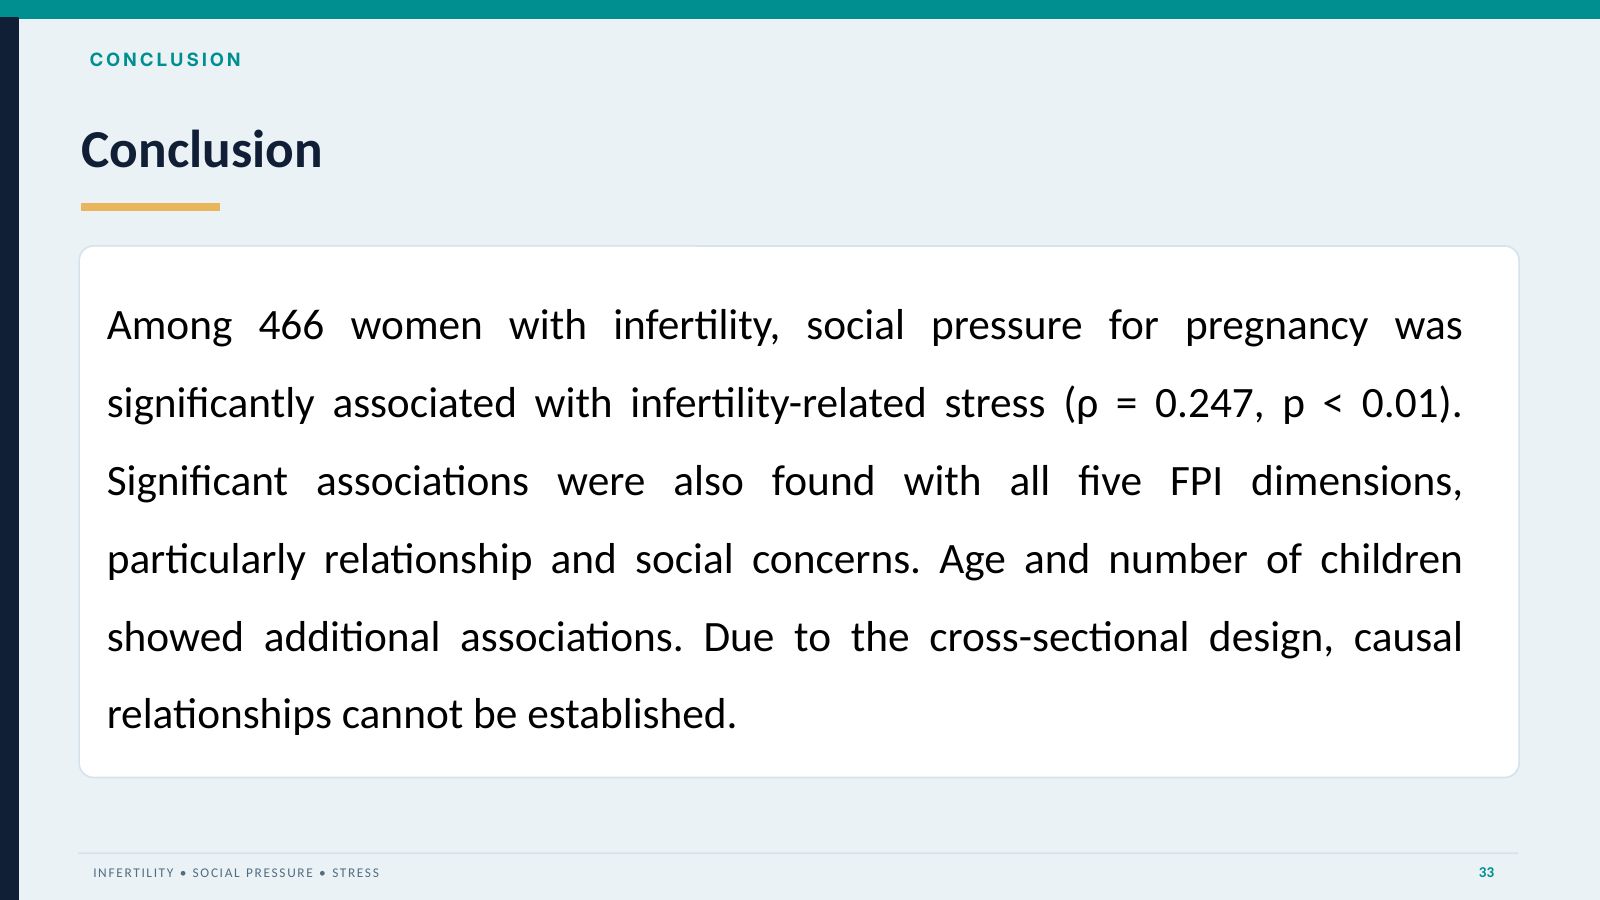 CONCLUSION
Conclusion
Among 466 women with infertility, social pressure for pregnancy was
significantly associated with infertility-related stress (ρ = 0.247, p < 0.01).
Significant associations were also found with all five FPI dimensions,
particularly relationship and social concerns. Age and number of children
showed additional associations. Due to the cross-sectional design, causal
relationships cannot be established.
INFERTILITY • SOCIAL PRESSURE • STRESS
33